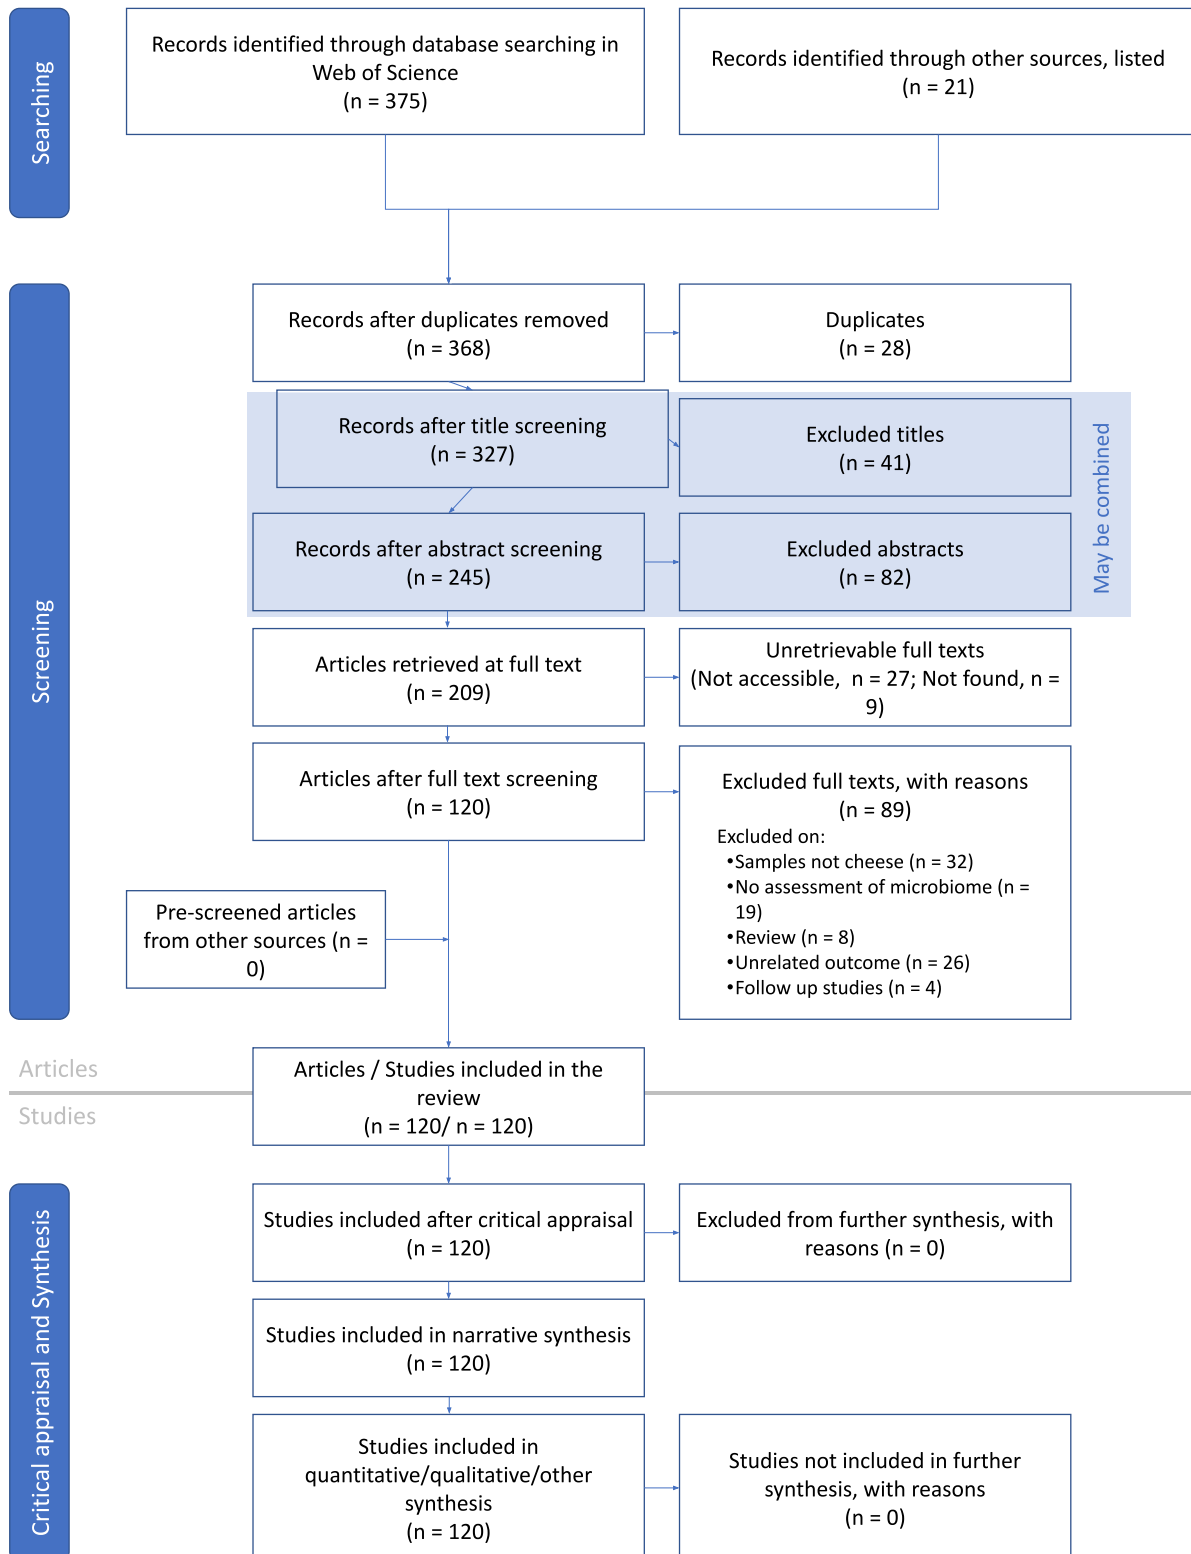 Searching
Records identified through database searching in
Web of Science
(n = 375)
Records identified through other sources, listed
(n = 21)
Screening
Records after duplicates removed
(n = 368)
Duplicates
(n = 28)
Records after title screening
(n = 327)
Excluded titles
(n = 41)
May be combined
Records after abstract screening
(n = 245)
Excluded abstracts
(n = 82)
Articles retrieved at full text
(n = 209)
Unretrievable full texts
(Not accessible,  n = 27; Not found, n =
9)
Articles after full text screening
(n = 120)
Excluded full texts, with reasons
(n = 89)
Excluded on:
•Samples not cheese (n = 32)
•No assessment of microbiome (n =
19)
•Review (n = 8)
•Unrelated outcome (n = 26)
•Follow up studies (n = 4)
Pre-screened articles
from other sources (n =
0)
Articles
Studies
Articles / Studies included in the
review
(n = 120/ n = 120)
Critical appraisal and Synthesis
Studies included after critical appraisal
(n = 120)
Excluded from further synthesis, with
reasons (n = 0)
Studies included in narrative synthesis
(n = 120)
Studies included in
quantitative/qualitative/other
synthesis
(n = 120)
Studies not included in further
synthesis, with reasons
(n = 0)